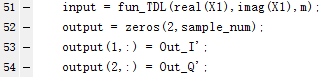 51 – input = fun_TDL(real(X1),imag(X1),m);
52 – output = zeros(2,sample_num);
53 – output(1,:) = Out_I';
54 – output(2,:) = Out_Q';